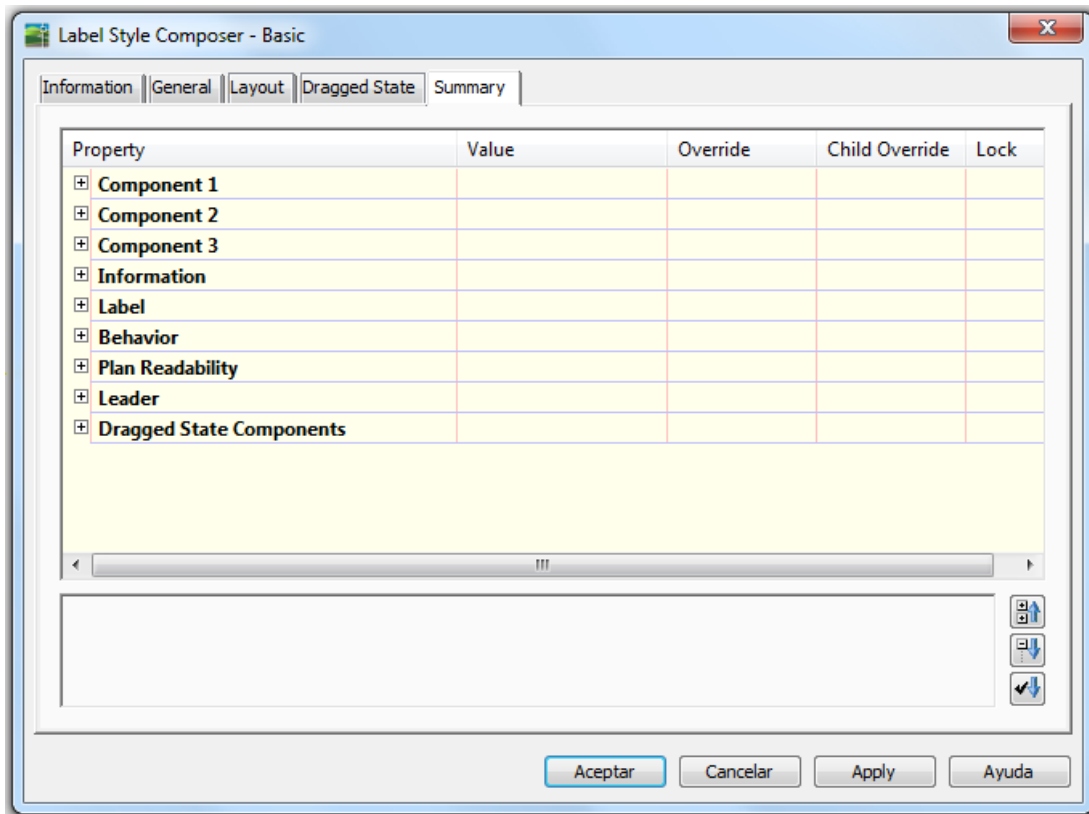 Label Style Composer - Basic
Information General Layout Dragged State Summary
Property Value Override Child Override Lock
Component 1
Component 2
Component 3
Information
Label
Behavior
Plan Readability
Leader
Dragged State Components
Aceptar Cancelar Apply Ayuda